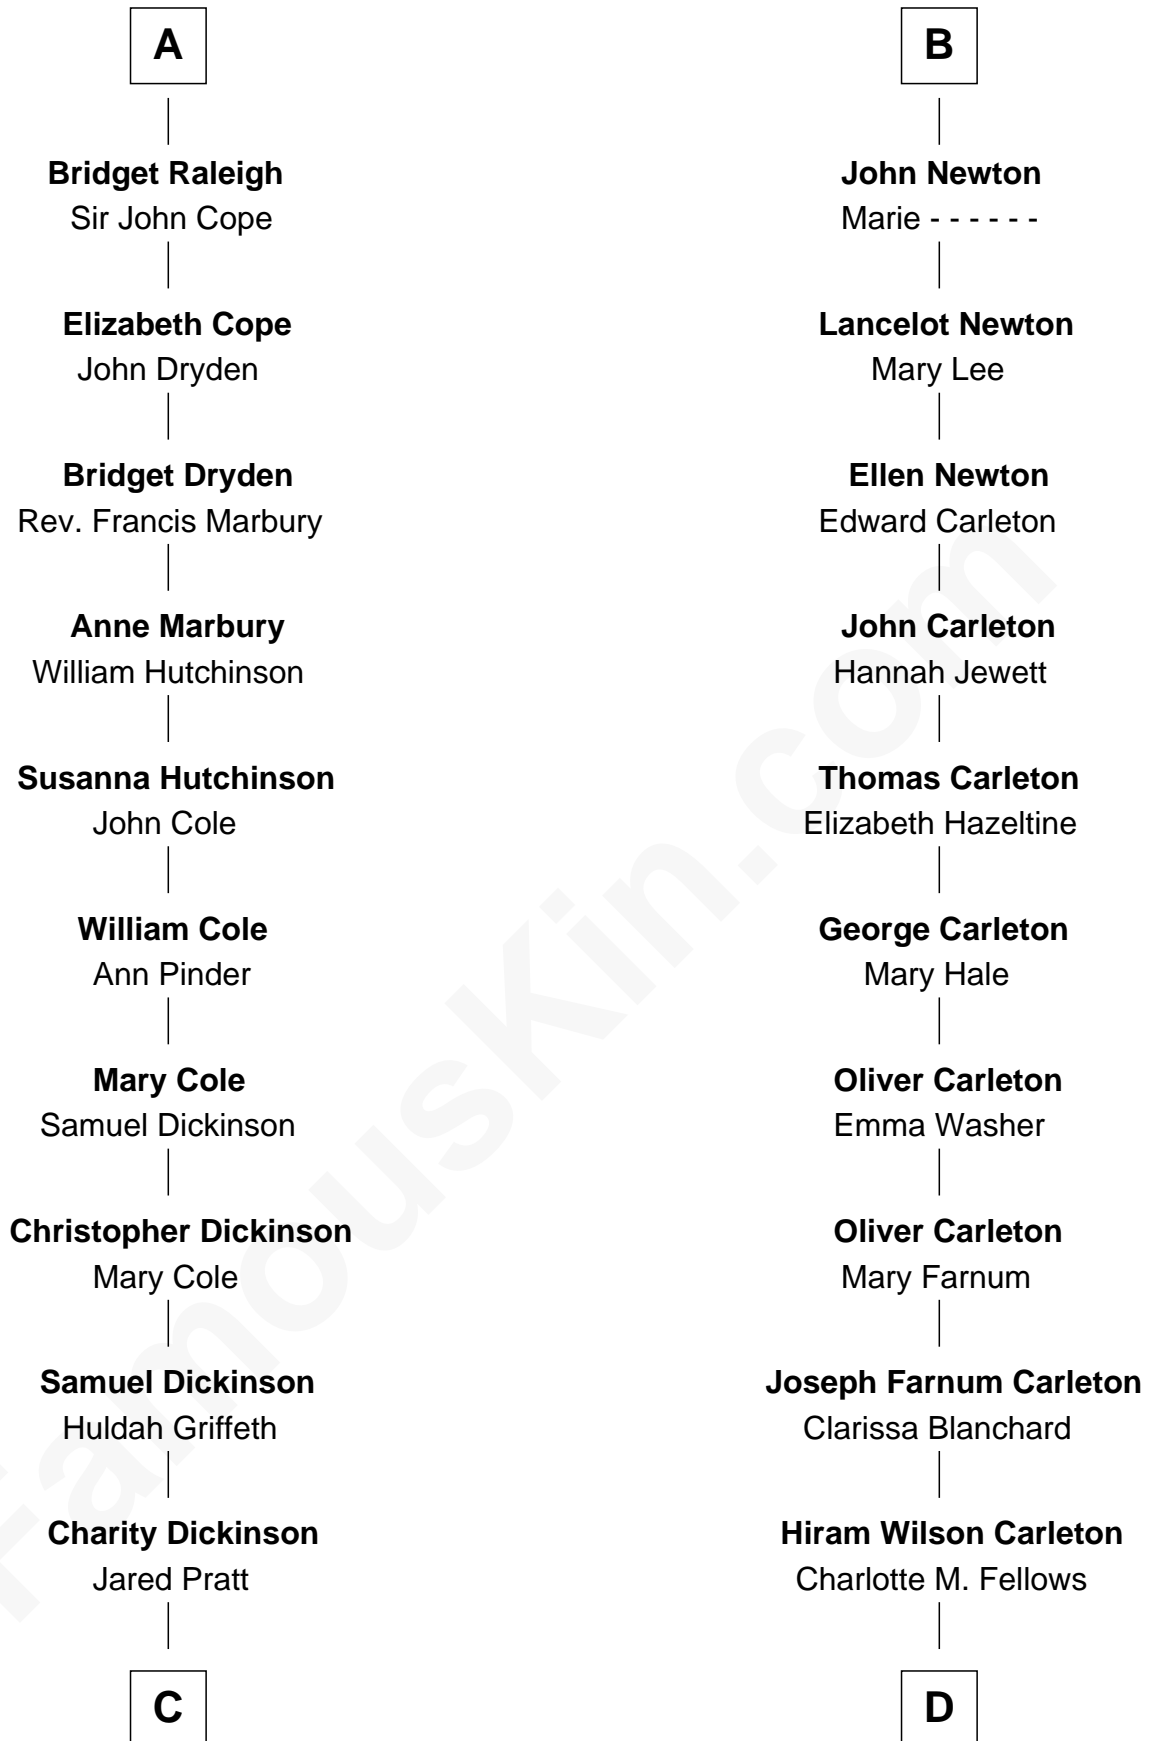 A
Bridget Raleigh
Sir John Cope
Elizabeth Cope
John Dryden
Bridget Dryden
Rev. Francis Marbury
Anne Marbury
William Hutchinson
Susanna Hutchinson
John Cole
William Cole
Ann Pinder
Mary Cole
Samuel Dickinson
Christopher Dickinson
Mary Cole
Samuel Dickinson
Huldah Griffeth
Charity Dickinson
Jared Pratt
C
B
John Newton
Marie - - - - - -
Lancelot Newton
Mary Lee
Ellen Newton
Edward Carleton
John Carleton
Hannah Jewett
Thomas Carleton
Elizabeth Hazeltine
George Carleton
Mary Hale
Oliver Carleton
Emma Washer
Oliver Carleton
Mary Farnum
Joseph Farnum Carleton
Clarissa Blanchard
Hiram Wilson Carleton
Charlotte M. Fellows
D
FamousKin.com